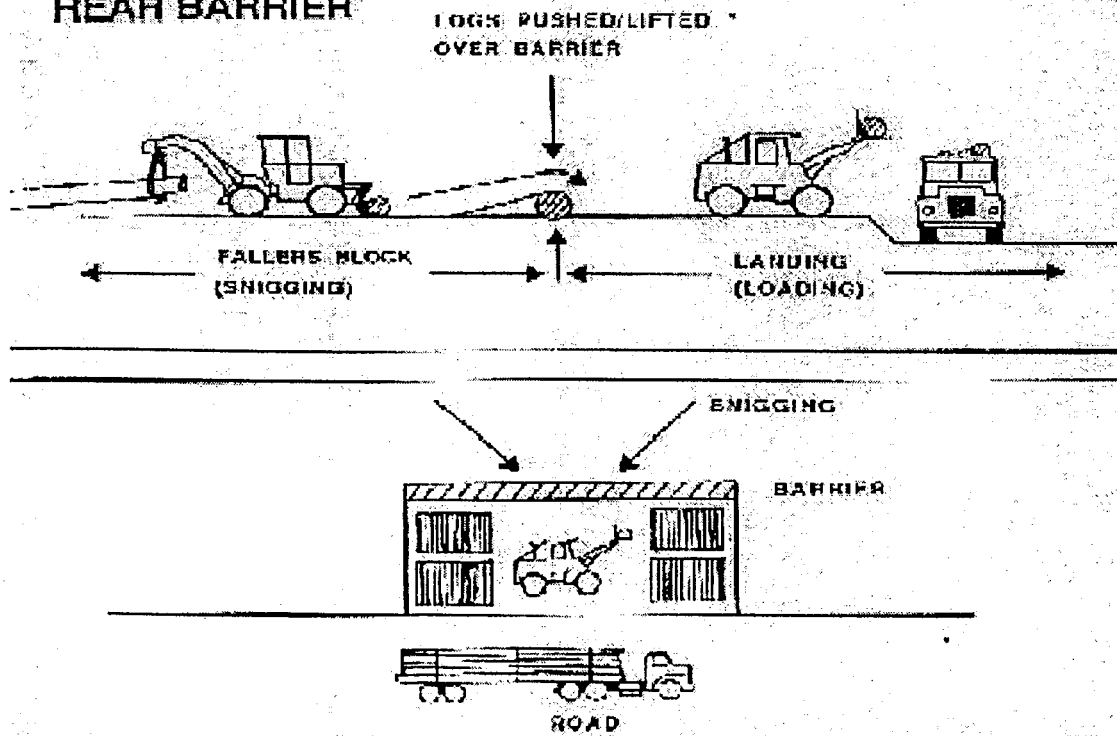 REAR BARRIER
LOGS PUSHED/LIFTED
OVER BARRIER
FALLERS BLOCK
(SNIGGING)
LANDING
(LOADING)
SNIGGING
BARRIER
ROAD